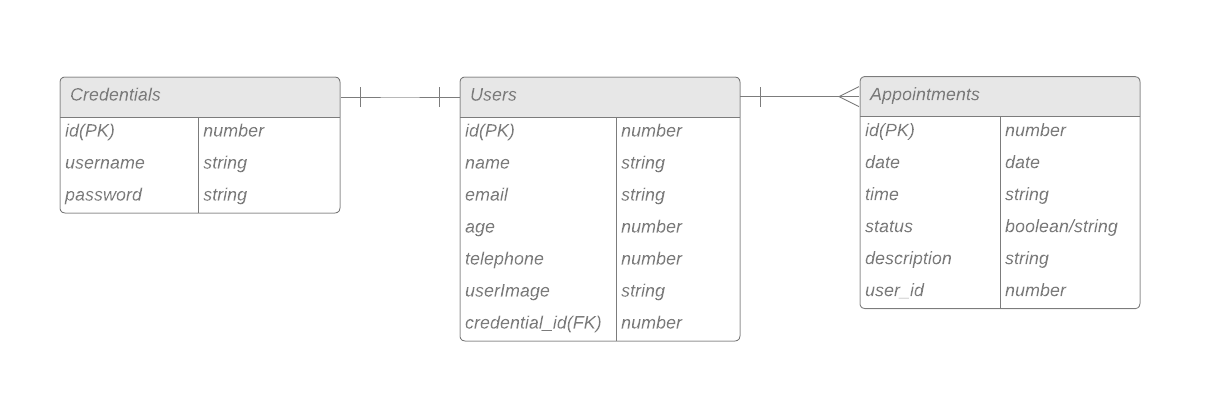 Credentials
id(PK) number
username string
password string
Users
id(PK) number
name string
email string
age number
telephone number
userImage string
credential_id(FK) number
Appointments
id(PK) number
date date
time string
status boolean/string
description string
user_id number